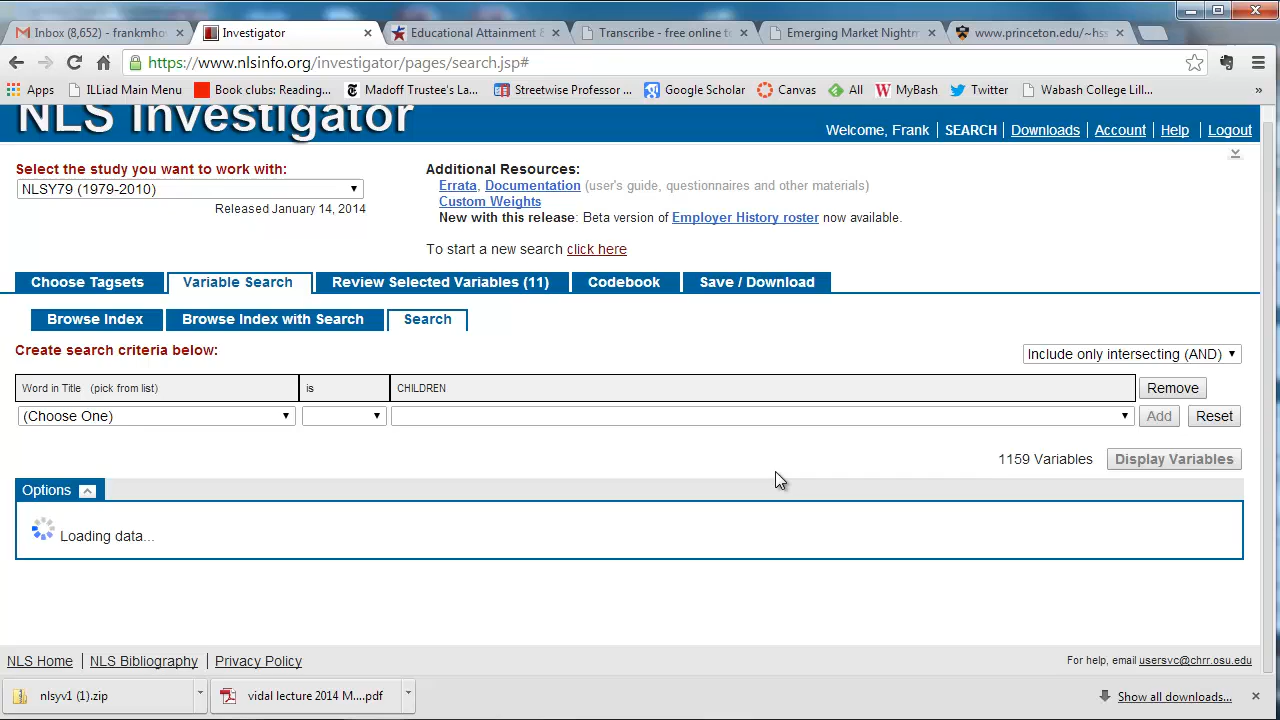 Inbox (8,652) - frankmho
Investigator
Educational Attainment &
Transcribe - free online to
Emerging Market Nightm
www.princeton.edu/~hss
https://www.nlsinfo.org/investigator/pages/search.jsp#
Apps
ILLiad Main Menu
Book clubs: Reading...
Madoff Trustee's La...
Streetwise Professor ...
Google Scholar
Canvas
All
MyBash
Twitter
Wabash College Lill...
»
NLS Investigator
Welcome, Frank | SEARCH | Downloads | Account | Help | Logout
Select the study you want to work with:
NLSY79 (1979-2010)
Released January 14, 2014
Additional Resources:
Errata, Documentation (user's guide, questionnaires and other materials)
Custom Weights
New with this release: Beta version of Employer History roster now available.
To start a new search click here
Choose Tagsets
Variable Search
Review Selected Variables (11)
Codebook
Save / Download
Browse Index
Browse Index with Search
Search
Create search criteria below:
Include only intersecting (AND)
Word in Title (pick from list)
is
CHILDREN
Remove
(Choose One)
Add
Reset
1159 Variables
Display Variables
Options
Loading data...
NLS Home | NLS Bibliography | Privacy Policy
For help, email usersvc@chrr.osu.edu
nlsyv1 (1).zip
vidal lecture 2014 M....pdf
Show all downloads...